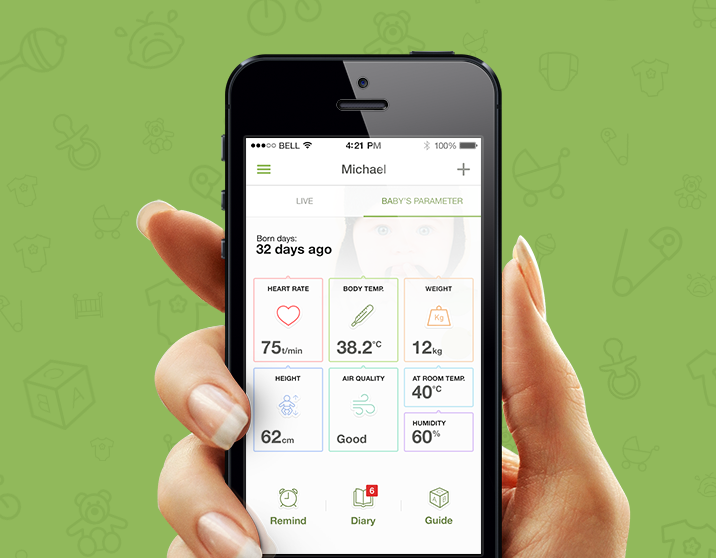 BELL 4:21 PM 100%
Michael
LIVE BABY'S PARAMETER
Born days:
32 days ago
HEART RATE BODY TEMP. WEIGHT
Kg
75t/min 38.2°C 12kg
HEIGHT AIR QUALITY AT ROOM TEMP.
40°C
HUMIDITY
62cm Good 60%
6
Remind Diary Guide
A B